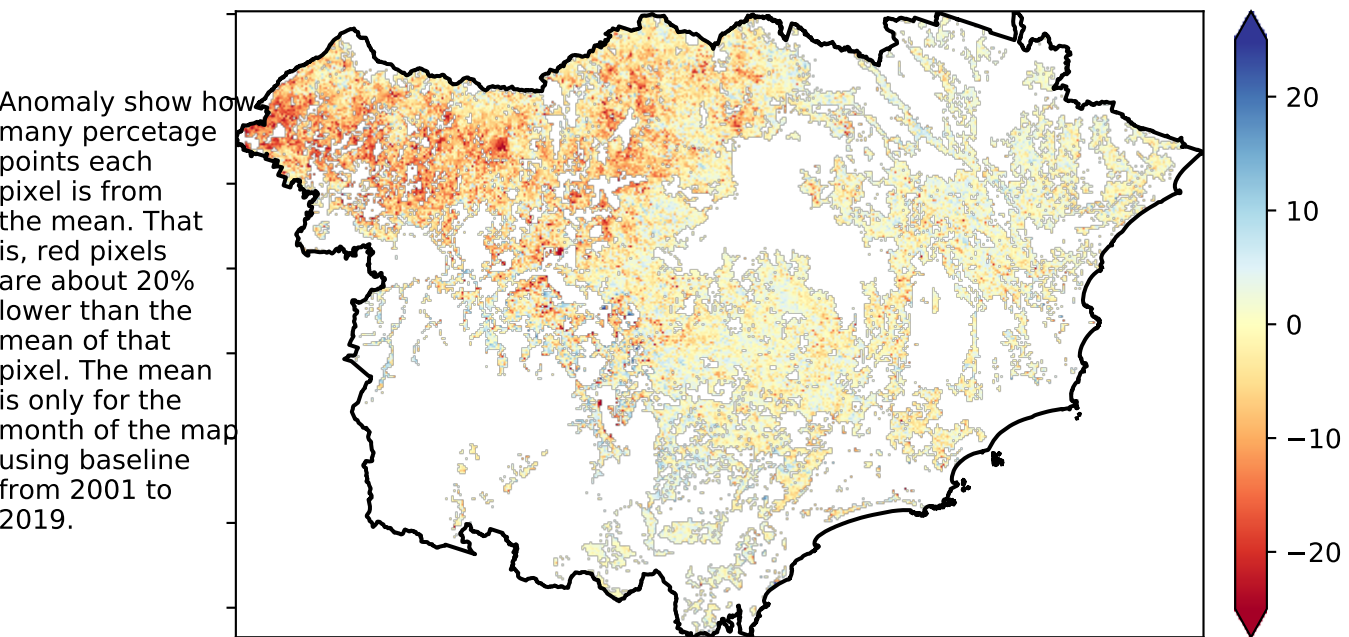 Anomaly show how
many percetage
points each
pixel is from
the mean. That
is, red pixels
are about 20%
lower than the
mean of that
pixel. The mean
is only for the
month of the map
using baseline
from 2001 to
2019.
20
10
0
−10
−20